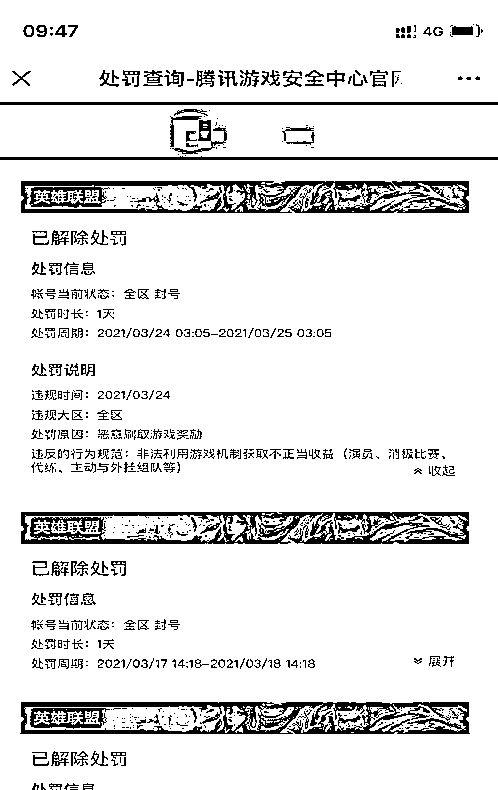 09:47
4G
处罚查询-腾讯游戏安全中心官
英雄联盟
已解除处罚
处罚信息
帐号当前状态：全区 封号
处罚时长：1天
处罚周期：2021/03/24 03:05-2021/03/25 03:05
处罚说明
违规时间：2021/03/24
违规大区：全区
处罚原因：恶意刷取游戏奖励
违反的行为规范：非法利用游戏机制获取不正当收益（演员、消极比赛、
代练、主动与外挂组队等）
收起
英雄联盟
已解除处罚
处罚信息
帐号当前状态：全区 封号
处罚时长：1天
处罚周期：2021/03/17 14:18-2021/03/18 14:18
展开
英雄联盟
已解除处罚
处罚信息